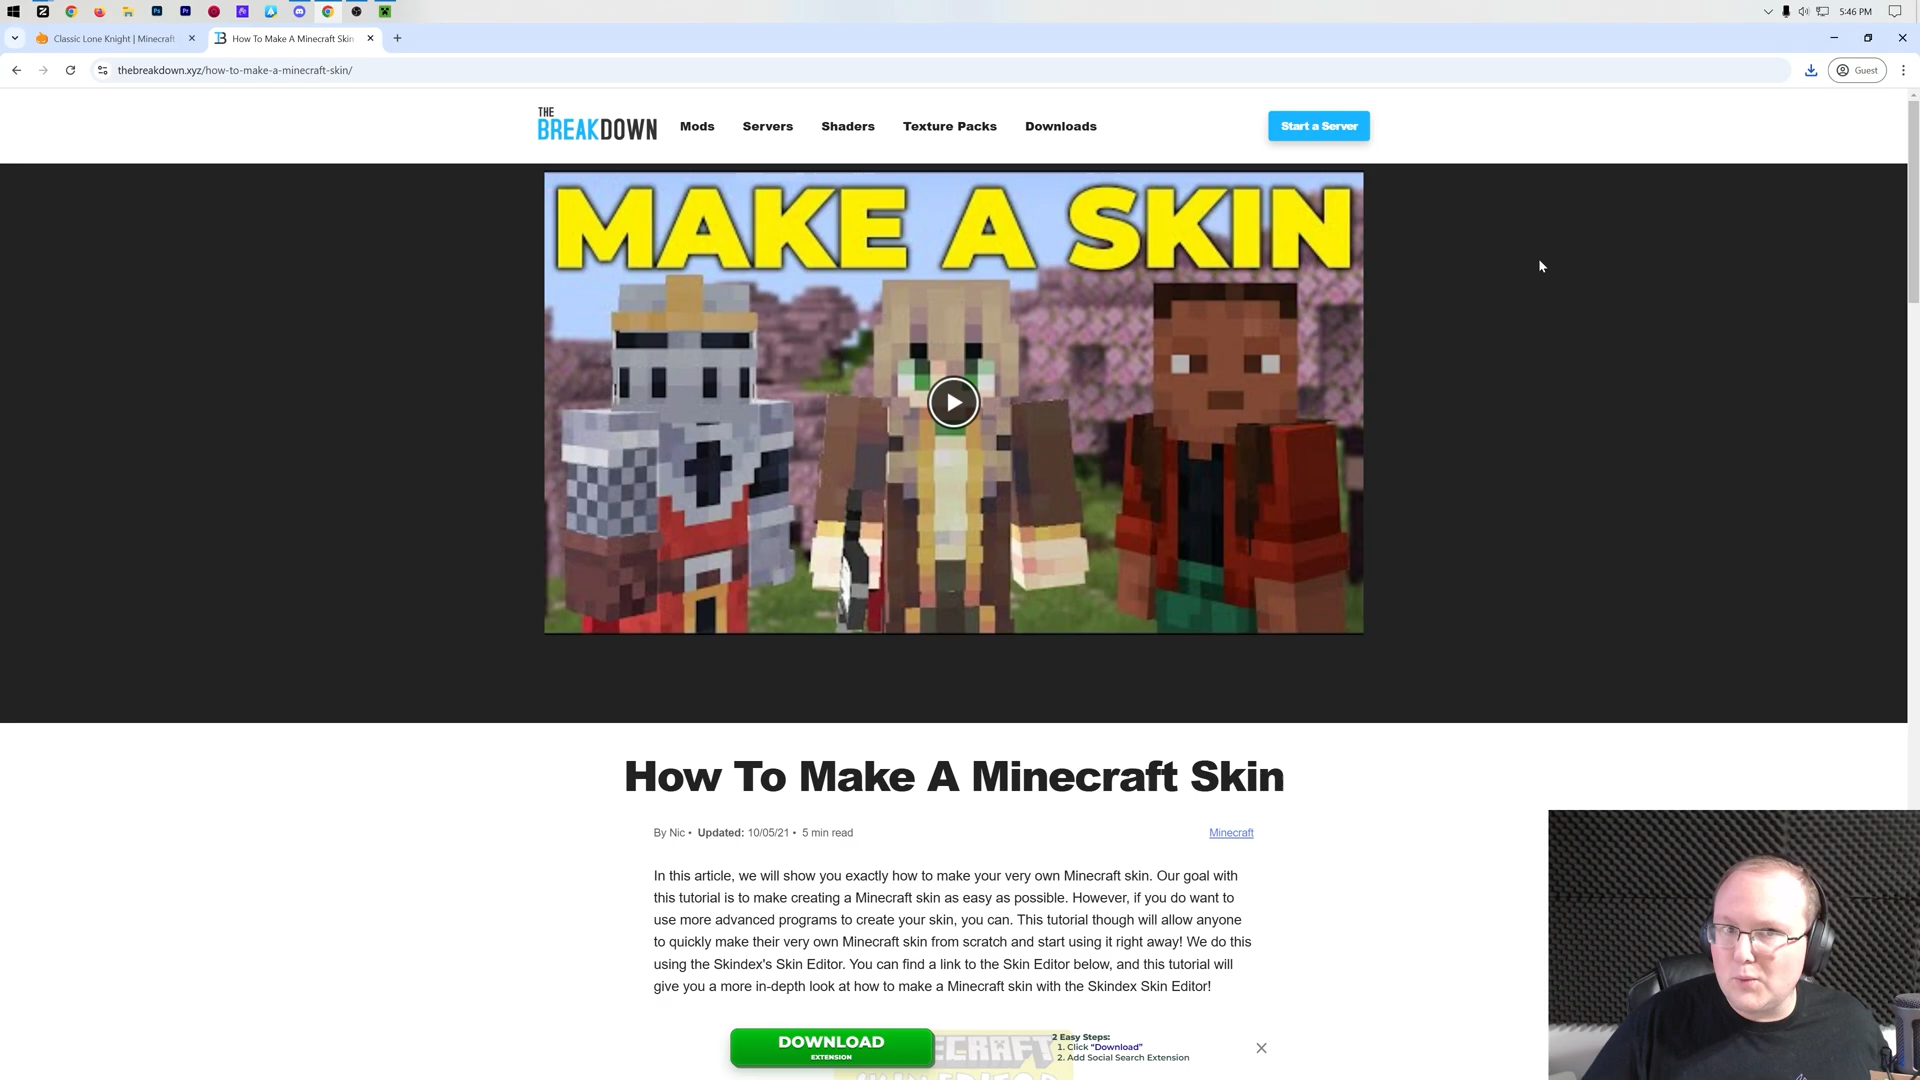 5:46 PM
Classic Lone Knight | Minecraft
How To Make A Minecraft Skin
thebreakdown.xyz/how-to-make-a-minecraft-skin/
Guest
THE
BREAKDOWN
Mods
Servers
Shaders
Texture Packs
Downloads
Start a Server
MAKE A SKIN
How To Make A Minecraft Skin
By Nic • Updated: 10/05/21 • 5 min read
Minecraft
In this article, we will show you exactly how to make your very own Minecraft skin. Our goal with
this tutorial is to make creating a Minecraft skin as easy as possible. However, if you do want to
use more advanced programs to create your skin, you can. This tutorial though will allow anyone
to quickly make their very own Minecraft skin from scratch and start using it right away! We do this
using the Skindex's Skin Editor. You can find a link to the Skin Editor below, and this tutorial will
give you a more in-depth look at how to make a Minecraft skin with the Skindex Skin Editor!
DOWNLOAD
EXTENSION
2 Easy Steps:
1. Click "Download"
2. Add Social Search Extension